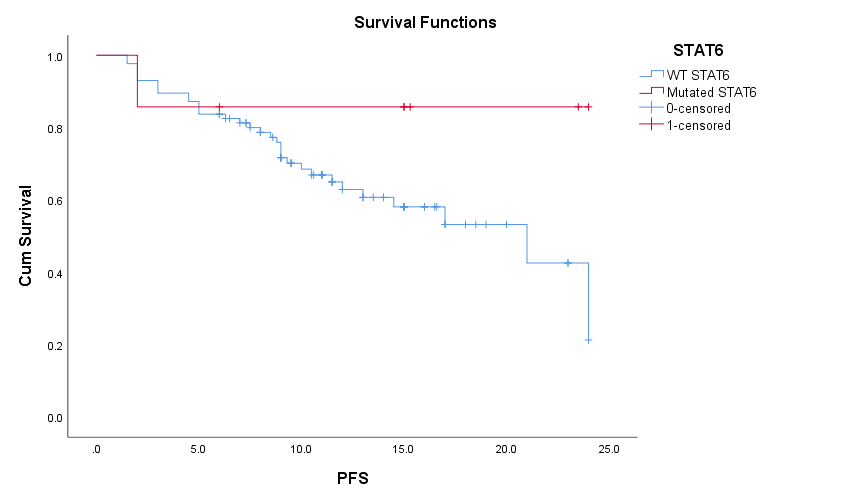 Survival Functions
STAT6
WT STAT6
Mutated STAT6
0-censored
1-censored
Cum Survival
1.0
0.8
0.6
0.4
0.2
0.0
.0 5.0 10.0 15.0 20.0 25.0
PFS